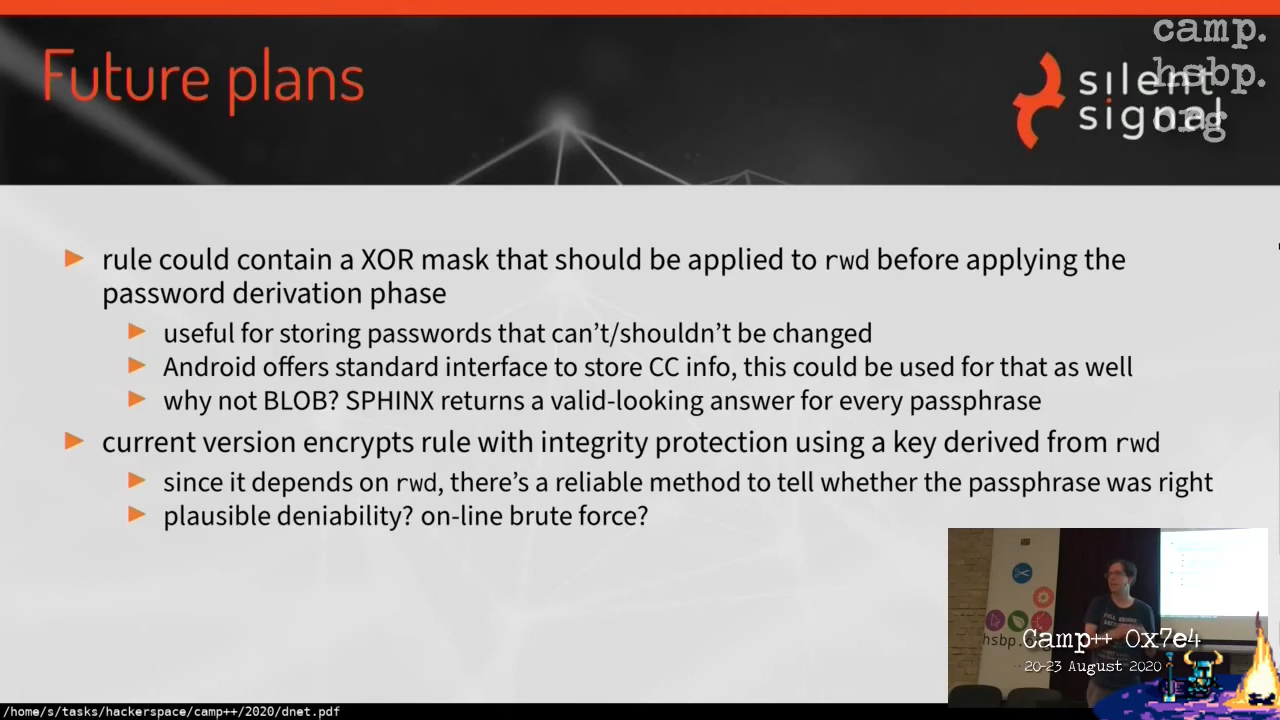 Future plans
silent
signal
camp.
hsbp.
org
rule could contain a XOR mask that should be applied to rwd before applying the
password derivation phase
useful for storing passwords that can’t/shouldn’t be changed
Android offers standard interface to store CC info, this could be used for that as well
why not BLOB? SPHINX returns a valid-looking answer for every passphrase
current version encrypts rule with integrity protection using a key derived from rwd
since it depends on rwd, there’s a reliable method to tell whether the passphrase was right
plausible deniability? on-line brute force?
Camp++ 0x7e4
20-23 August 2020
/home/s/tasks/hackerspace/camp++/2020/dnet.pdf